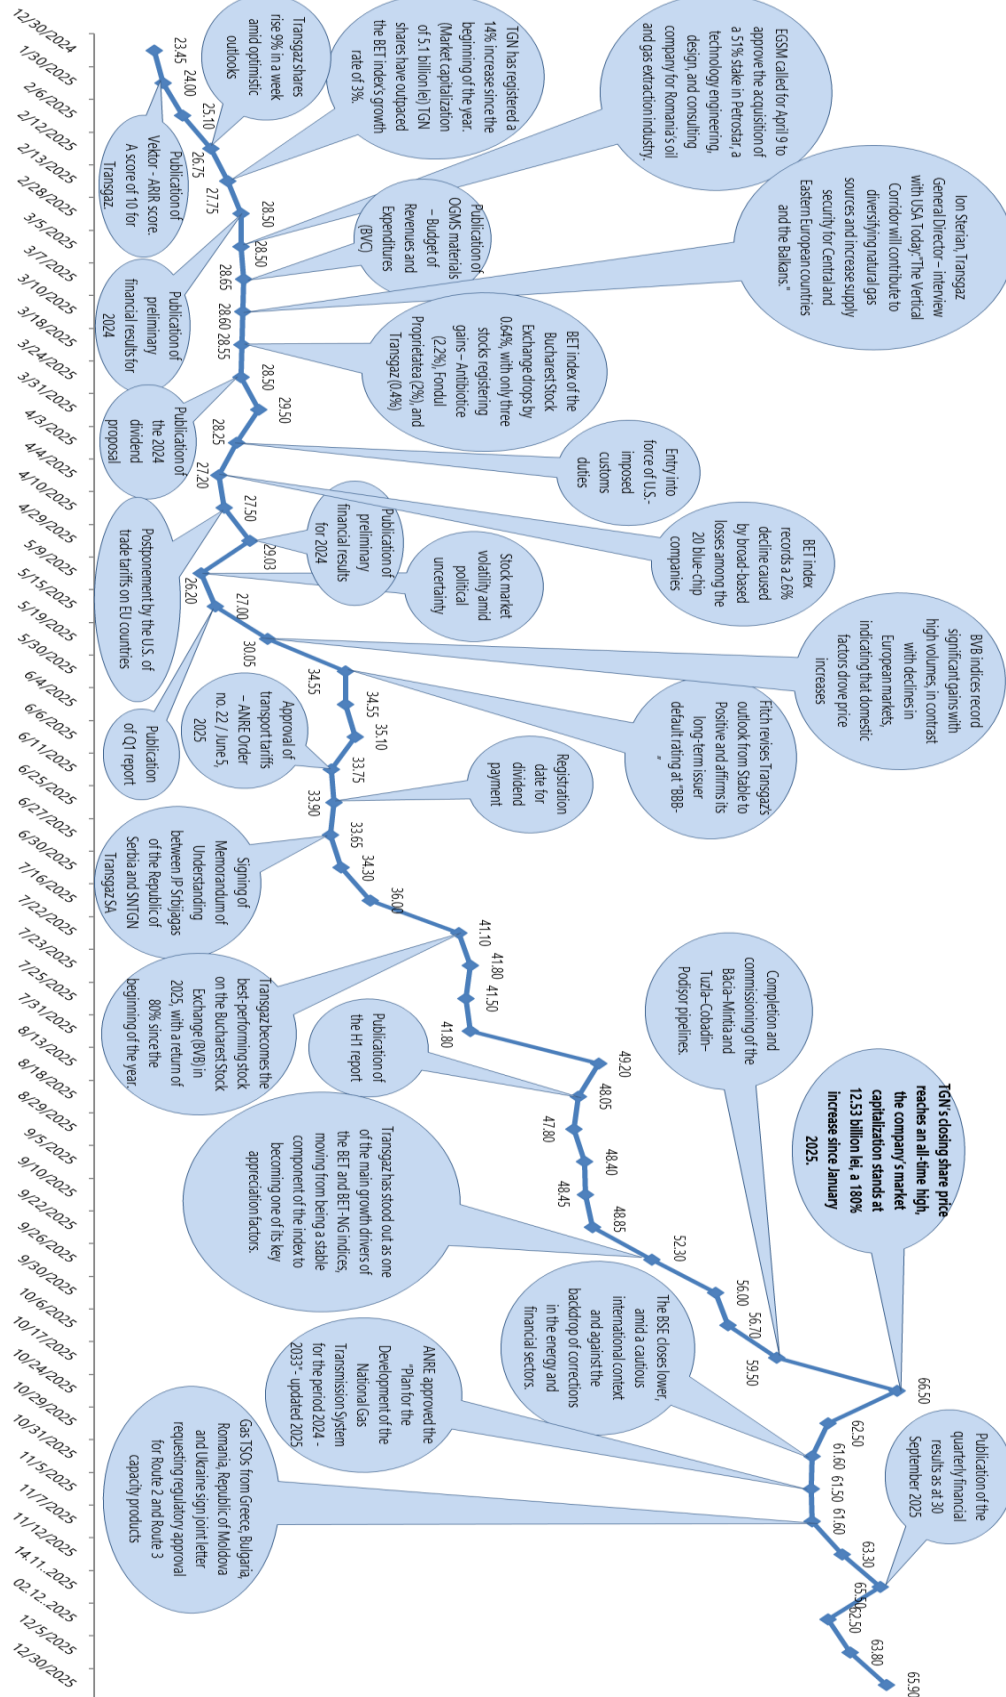 12/30/2024
1/30/2025
2/6/2025
2/12/2025
2/13/2025
2/28/2025
3/5/2025
3/7/2025
3/10/2025
3/18/2025
3/24/2025
3/31/2025
4/3/2025
4/4/2025
4/10/2025
4/29/2025
5/9/2025
5/15/2025
5/19/2025
5/30/2025
6/4/2025
6/6/2025
6/11/2025
6/25/2025
6/27/2025
6/30/2025
7/16/2025
7/22/2025
7/23/2025
7/25/2025
7/31/2025
8/13/2025
8/18/2025
8/29/2025
9/5/2025
9/10/2025
9/22/2025
9/26/2025
9/30/2025
10/6/2025
10/17/2025
10/24/2025
10/29/2025
10/31/2025
11/5/2025
11/7/2025
11/12/2025
14.11..2025
02.12..2025
12/5/2025
12/30/2025
23.45
24.00
25.10
26.75
27.75
28.50
28.50
28.65
28.60
28.55
28.50
29.50
28.25
27.20
27.50
29.03
26.20
27.00
30.05
34.55
34.55
35.10
33.75
33.90
33.65
34.30
36.00
41.10
41.80
41.50
41.80
49.20
48.05
47.80
48.40
48.45
48.85
52.30
56.00
56.70
59.50
66.50
62.50
61.60
61.50
61.60
63.30
65.50
62.50
63.80
65.90
Transgaz shares
rise 9% in a week
amid optimistic
outlooks
TGN has registered a
14% increase since the
beginning of the year.
(Market capitalization
of 5.1 billion lei) TGN
shares have outpaced
the BET index's growth
rate of 3%.
EGSM called for April 9 to
approve the acquisition of
a 51% stake in Petrostar, a
technology engineering,
design, and consulting
company for Romania's oil
and gas extraction industry.
Ion Sterian, Transgaz
General Director – interview
with USA Today:"The Vertical
Corridor will contribute to
diversifying natural gas
sources and increase supply
security for Central and
Eastern European countries
and the Balkans."
Publication of
Vektor - ARIR score.
A score of 10 for
Transgaz
Publication of
OGMS materials
– Budget of
Revenues and
Expenditures
(BVC)
Publication of
preliminary
financial results for
2024
BET index of the
Bucharest Stock
Exchange drops by
0.64%, with only three
stocks registering
gains – Antibiotice
(2.2%), Fondul
Proprietatea (2%), and
Transgaz (0.4%)
Publication of
the 2024
dividend
proposal
Entry into
force of U.S.-
imposed
customs
duties
BET index
records a 2.6%
decline caused
by broad-based
losses among the
20 blue-chip
companies
Publication of
preliminary
financial results
for 2024
Stock market
volatility amid
political
uncertainty
Postponement by the U.S. of
trade tariffs on EU countries
BVB indices record
significant gains with
high volumes, in contrast
with declines in
European markets,
indicating that domestic
factors drove price
increases
Fitch revises Transgaz's
outlook from Stable to
Positive and affirms its
long-term issuer
default rating at "BBB-
"
Publication
of Q1 report
Approval of
transport tariffs
– ANRE Order
no. 22 / June 5,
2025
Registration
date for
dividend
payment
Signing of
Memorandum of
Understanding
between JP Srbijagas
of the Republic of
Serbia and SNTGN
Transgaz SA
Transgaz becomes the
best-performing stock
on the Bucharest Stock
Exchange (BVB) in
2025, with a return of
80% since the
beginning of the year.
Publication of
the H1 report
Completion and
commissioning of the
Băcia–Mintia and
Tuzla–Cobadin–
Podișor pipelines.
TGN's closing share price
reaches an all-time high,
the company's market
capitalization stands at
12.53 billion lei, a 180%
increase since January
2025.
Transgaz has stood out as one
of the main growth drivers of
the BET and BET-NG indices,
moving from being a stable
component of the index to
becoming one of its key
appreciation factors.
The BSE closes lower,
amid a cautious
international context
and against the
backdrop of corrections
in the energy and
financial sectors.
ANRE approved the
"Plan for the
Development of the
National Gas
Transmission System
for the period 2024 -
2033" - updated 2025
Gas TSOs from Greece, Bulgaria,
Romania, Republic of Moldova
and Ukraine sign joint letter
requesting regulatory approval
for Route 2 and Route 3
capacity products
Publication of the
quarterly financial
results as at 30
September 2025